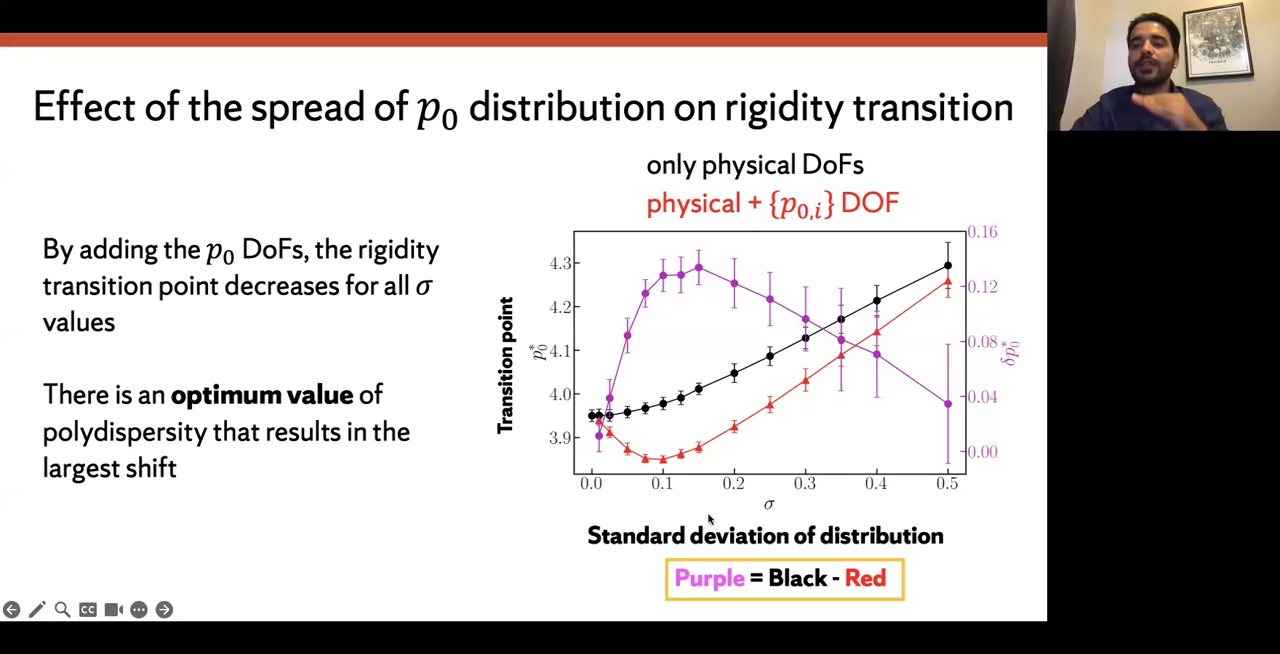 Effect of the spread of p₀ distribution on rigidity transition
only physical DoFs
physical + {p₀,ᵢ} DOF
By adding the p₀ DoFs, the rigidity
transition point decreases for all σ
values
There is an optimum value of
polydispersity that results in the
largest shift
Transition point
p₀*
4.3
4.2
4.1
4.0
3.9
0.16
0.12
0.08
0.04
0.00
δp₀*
0.0 0.1 0.2 0.3 0.4 0.5
σ
Standard deviation of distribution
Purple = Black - Red
CC